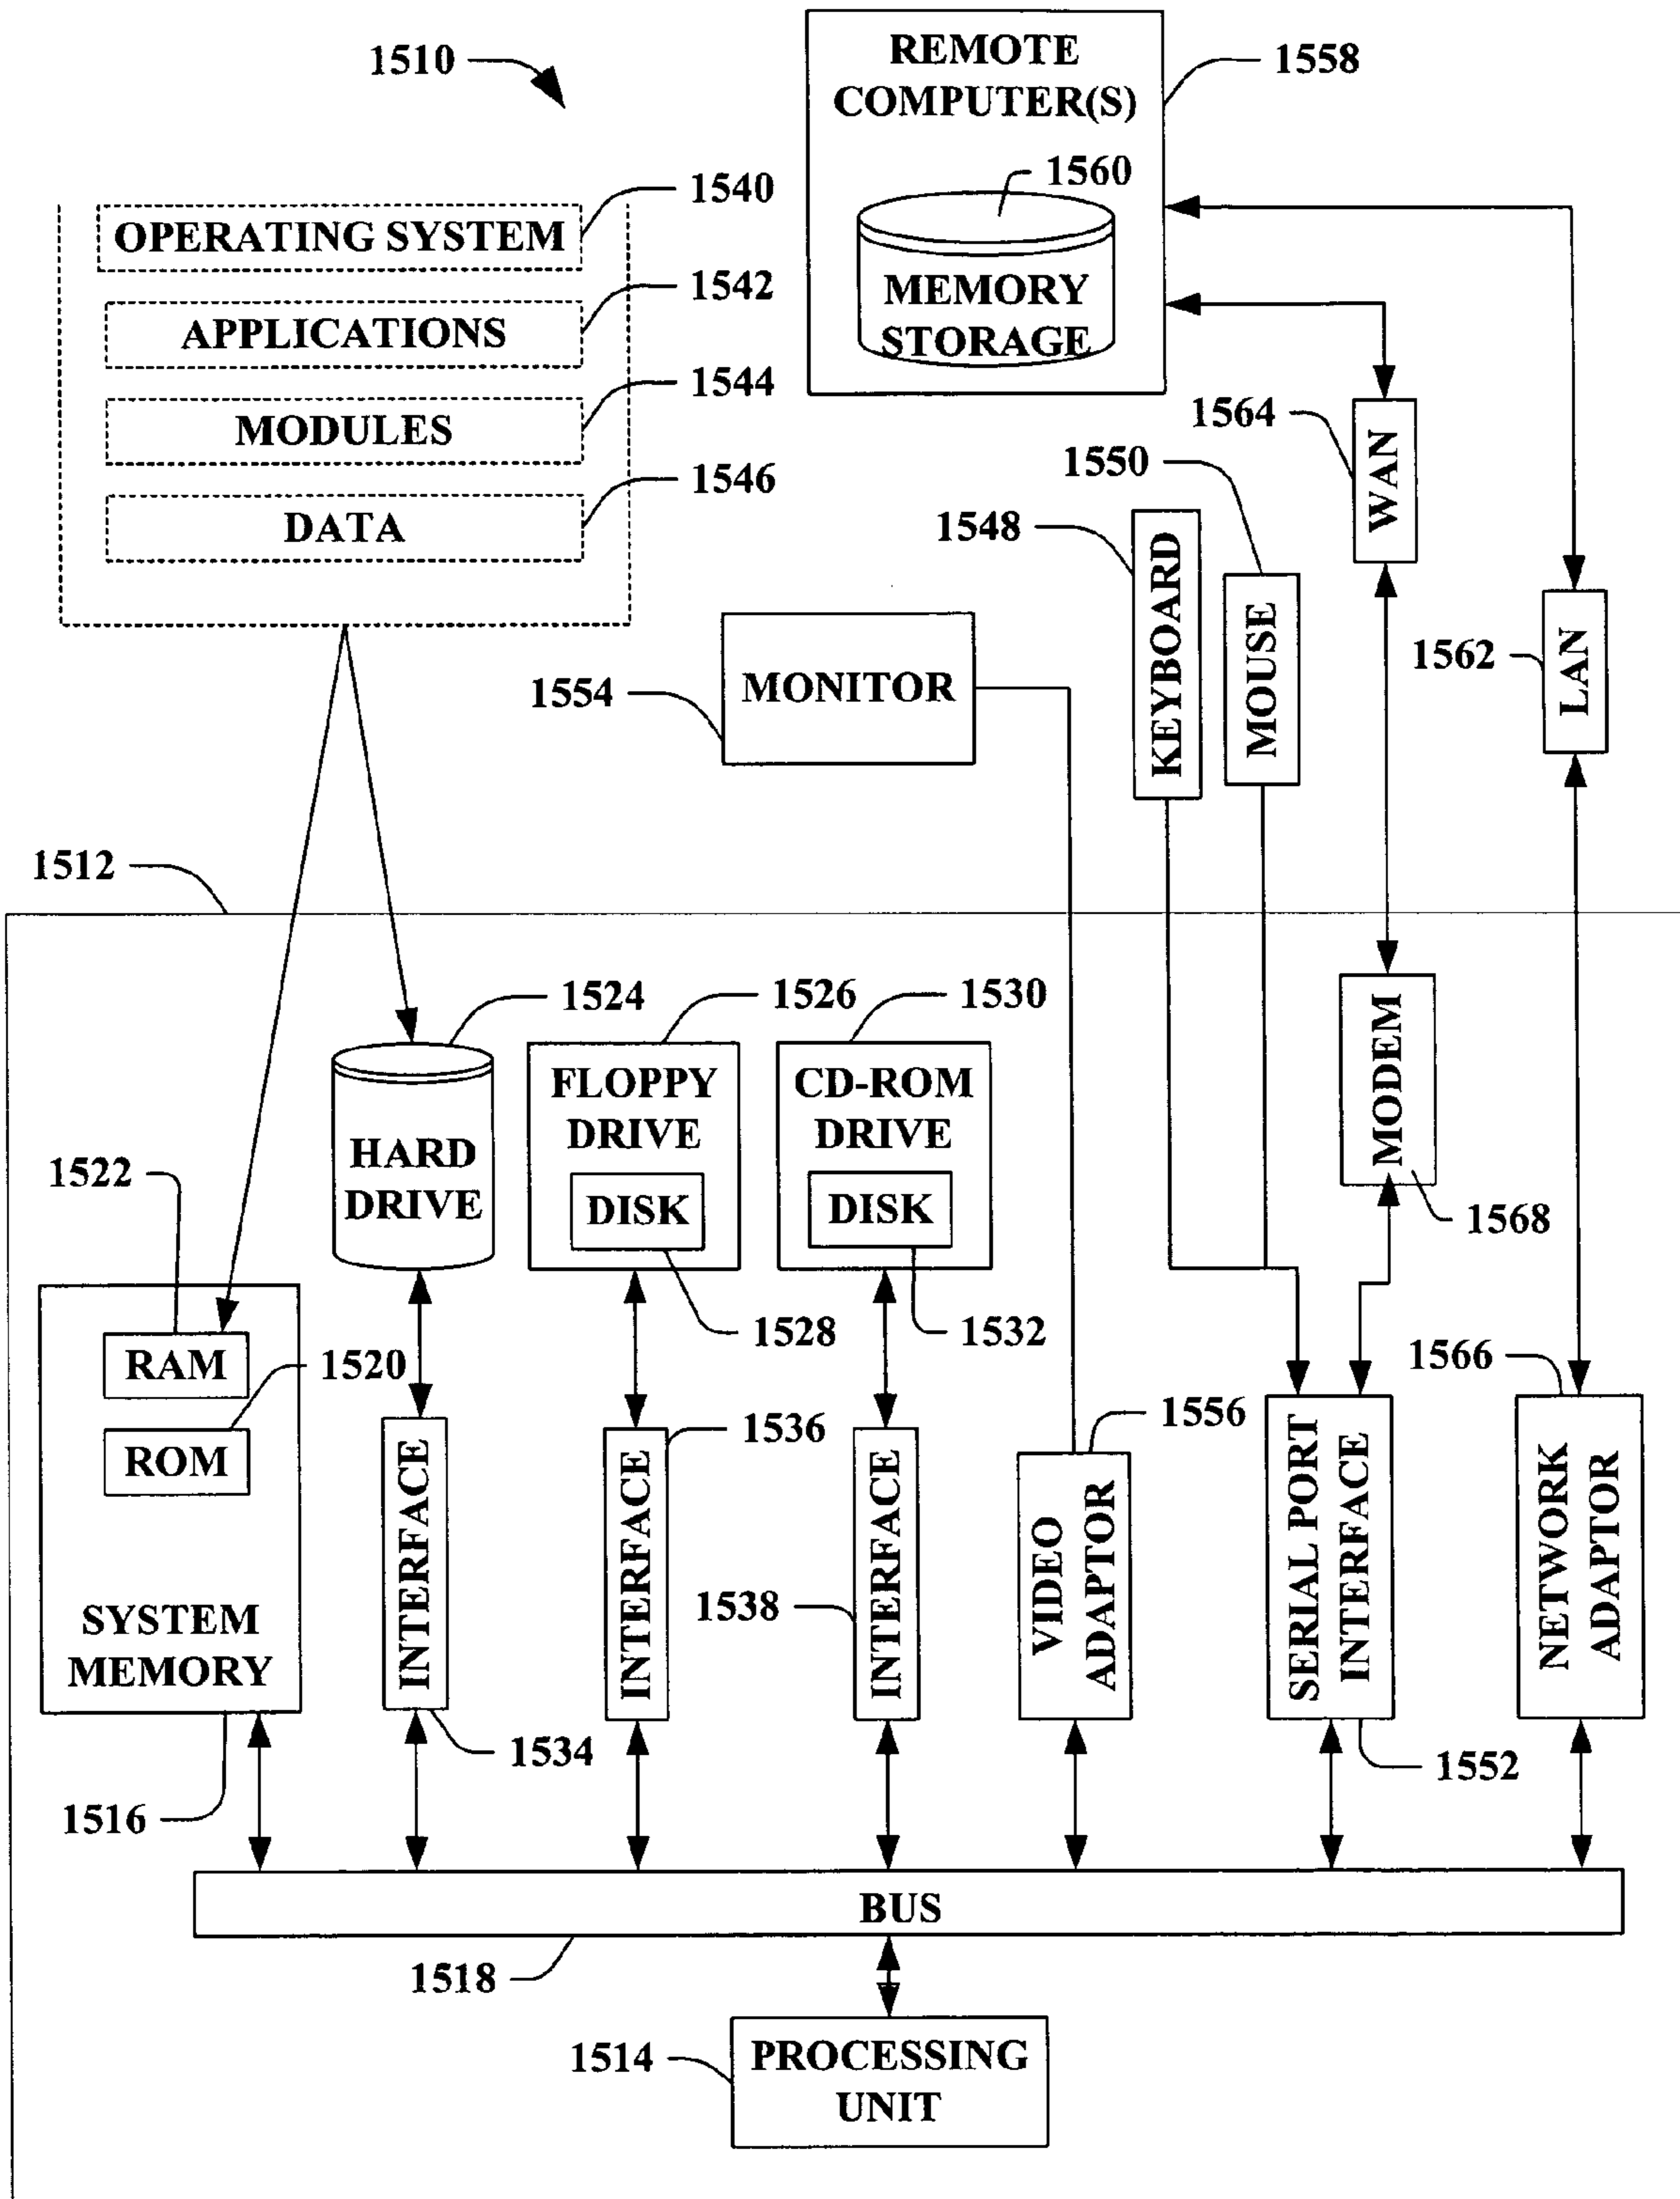 1510
REMOTE
COMPUTER(S)
1558
1560
MEMORY
STORAGE
1540
OPERATING SYSTEM
1542
APPLICATIONS
1544
MODULES
1546
DATA
1564
WAN
1550
1548
KEYBOARD
MOUSE
1562
LAN
1554
MONITOR
1512
1524
1526
1530
HARD
DRIVE
FLOPPY
DRIVE
DISK
CD-ROM
DRIVE
DISK
MODEM
1568
1522
RAM
1520
ROM
SYSTEM
MEMORY
1528
1532
1566
1536
1556
INTERFACE
INTERFACE
1538
INTERFACE
VIDEO
ADAPTOR
SERIAL PORT
INTERFACE
NETWORK
ADAPTOR
1534
1552
1516
BUS
1518
1514
PROCESSING
UNIT